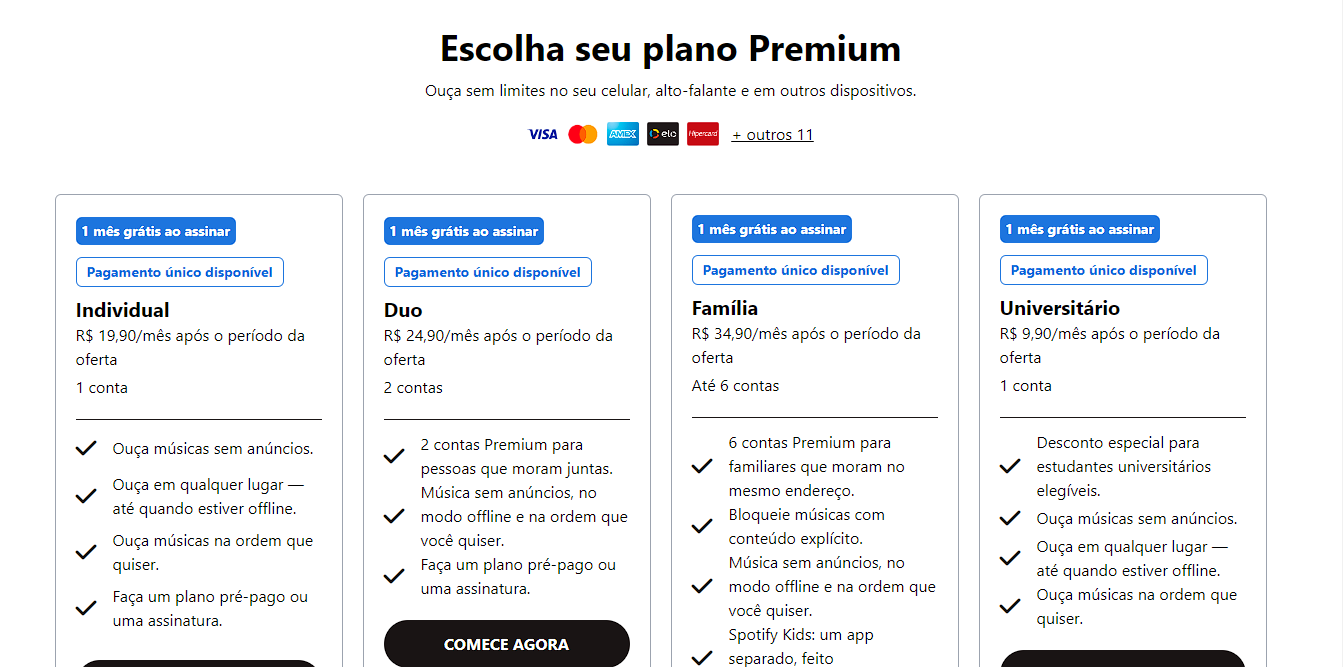 Escolha seu plano Premium
Ouça sem limites no seu celular, alto-falante e em outros dispositivos.
VISA AMEX elo Hipercard + outros 11
1 mês grátis ao assinar
Pagamento único disponível
Individual
R$ 19,90/mês após o período da
oferta
1 conta
Ouça músicas sem anúncios.
Ouça em qualquer lugar —
até quando estiver offline.
Ouça músicas na ordem que
quiser.
Faça um plano pré-pago ou
uma assinatura.
1 mês grátis ao assinar
Pagamento único disponível
Duo
R$ 24,90/mês após o período da
oferta
2 contas
2 contas Premium para
pessoas que moram juntas.
Música sem anúncios, no
modo offline e na ordem que
você quiser.
Faça um plano pré-pago ou
uma assinatura.
COMECE AGORA
1 mês grátis ao assinar
Pagamento único disponível
Família
R$ 34,90/mês após o período da
oferta
Até 6 contas
6 contas Premium para
familiares que moram no
mesmo endereço.
Bloqueie músicas com
conteúdo explícito.
Música sem anúncios, no
modo offline e na ordem que
você quiser.
Spotify Kids: um app
separado, feito
1 mês grátis ao assinar
Pagamento único disponível
Universitário
R$ 9,90/mês após o período da
oferta
1 conta
Desconto especial para
estudantes universitários
elegíveis.
Ouça músicas sem anúncios.
Ouça em qualquer lugar —
até quando estiver offline.
Ouça músicas na ordem que
quiser.